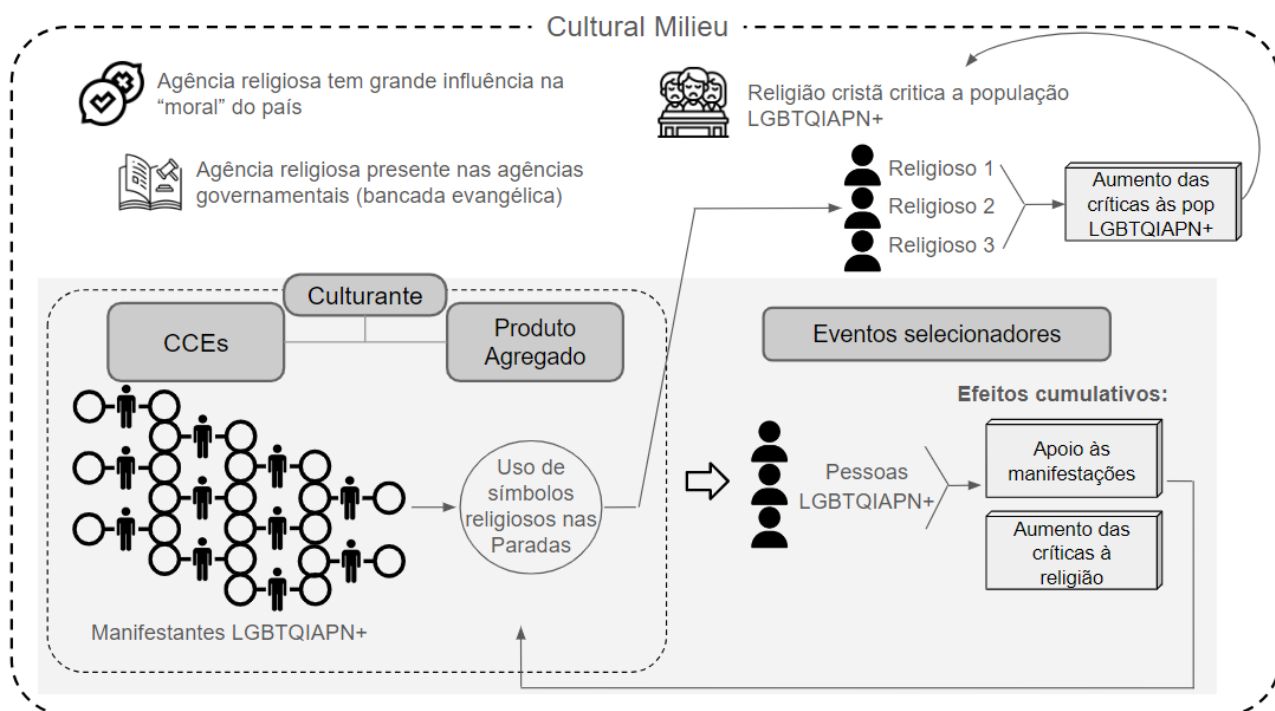 Cultural Milieu
Agência religiosa tem grande influência na
“moral” do país
Agência religiosa presente nas agências
governamentais (bancada evangélica)
Religião cristã critica a população
LGBTQIAPN+
Religioso 1
Religioso 2
Religioso 3
Aumento das
críticas às pop
LGBTQIAPN+
Culturante
CCEs
Produto
Agregado
Uso de
símbolos
religiosos nas
Paradas
Manifestantes LGBTQIAPN+
Eventos selecionadores
Efeitos cumulativos:
Pessoas
LGBTQIAPN+
Apoio às
manifestações
Aumento das
críticas à
religião